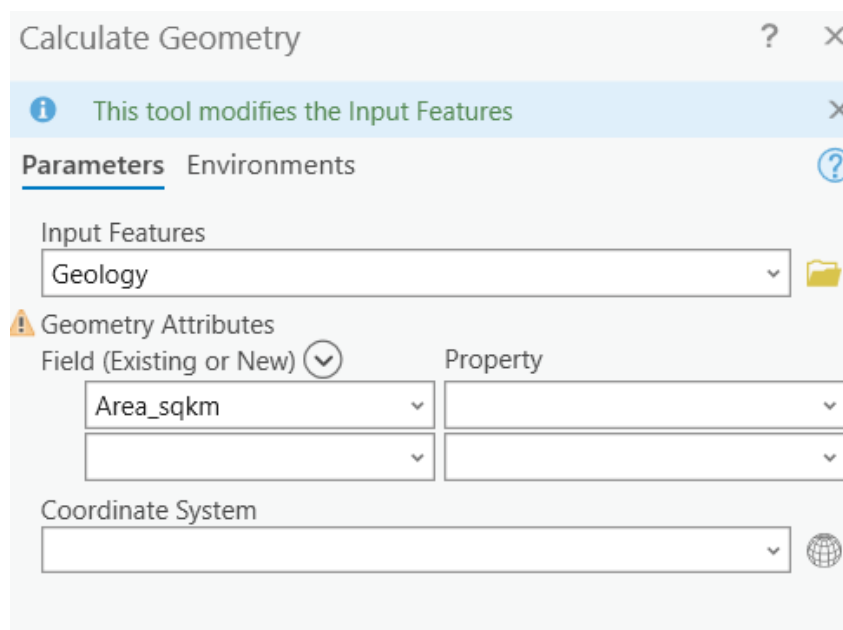 Calculate Geometry ? ×
This tool modifies the Input Features ×
Parameters Environments ?
Input Features
Geology
Geometry Attributes
Field (Existing or New) Property
Area_sqkm
Coordinate System